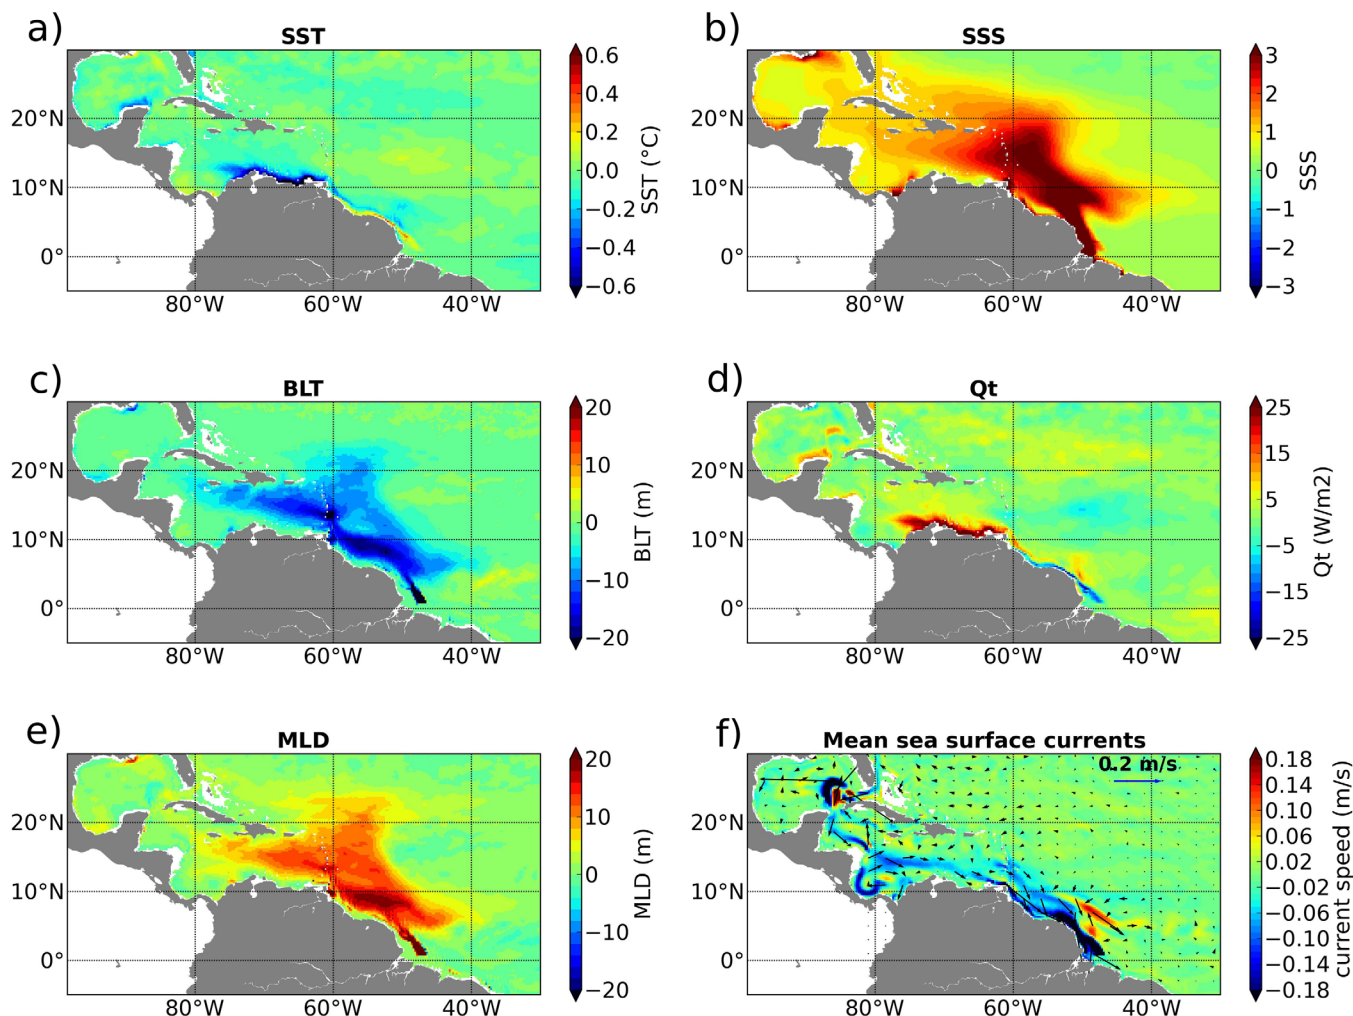 a)
SST
20°N
10°N
0°
80°W 60°W 40°W
0.6
0.4
0.2
0.0
−0.2
−0.4
−0.6
SST (°C)
b)
SSS
20°N
10°N
0°
80°W 60°W 40°W
3
2
1
0
−1
−2
−3
SSS
c)
BLT
20°N
10°N
0°
80°W 60°W 40°W
20
10
0
−10
−20
BLT (m)
d)
Qt
20°N
10°N
0°
80°W 60°W 40°W
25
15
5
−5
−15
−25
Qt (W/m2)
e)
MLD
20°N
10°N
0°
80°W 60°W 40°W
20
10
0
−10
−20
MLD (m)
f)
Mean sea surface currents
0.2 m/s
20°N
10°N
0°
80°W 60°W 40°W
0.18
0.14
0.10
0.06
0.02
−0.02
−0.06
−0.10
−0.14
−0.18
current speed (m/s)